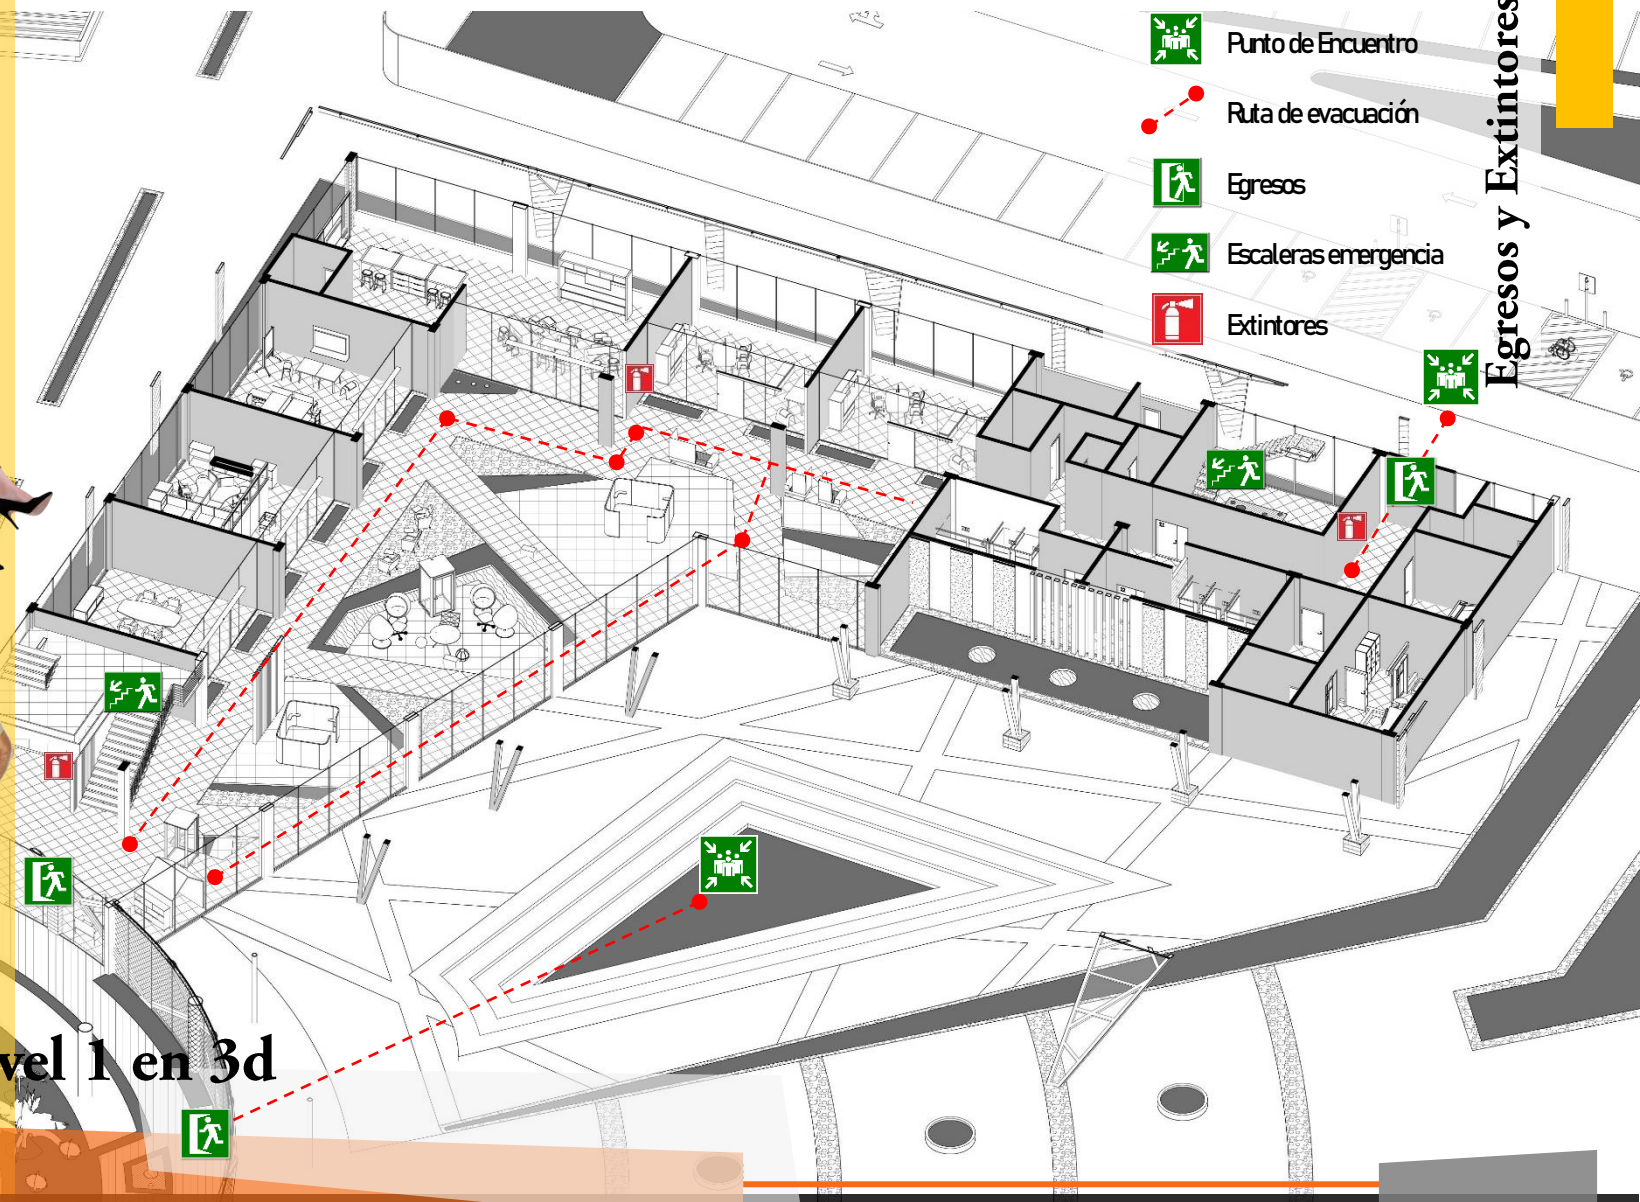 Punto de Encuentro
Ruta de evacuación
Egresos
Escaleras emergencia
Extintores
Egresos y Extintores
vel 1 en 3d